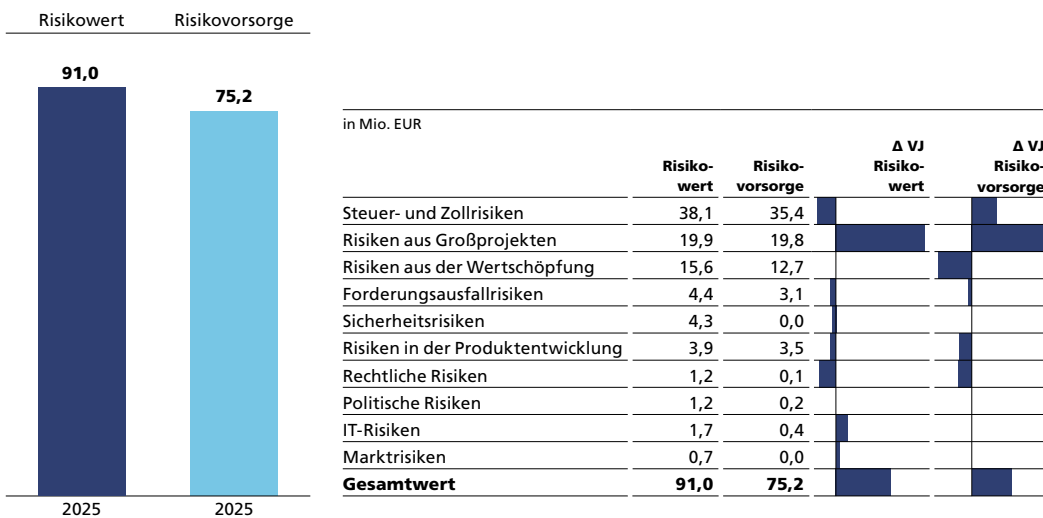 Risikowert Risikovorsorge
91,0
75,2
2025 2025
in Mio. EUR
Δ VJ Δ VJ
Risiko- Risiko- Risiko- Risiko-
wert vorsorge wert vorsorge
Steuer- und Zollrisiken 38,1 35,4
Risiken aus Großprojekten 19,9 19,8
Risiken aus der Wertschöpfung 15,6 12,7
Forderungsausfallrisiken 4,4 3,1
Sicherheitsrisiken 4,3 0,0
Risiken in der Produktentwicklung 3,9 3,5
Rechtliche Risiken 1,2 0,1
Politische Risiken 1,2 0,2
IT-Risiken 1,7 0,4
Marktrisiken 0,7 0,0
Gesamtwert 91,0 75,2